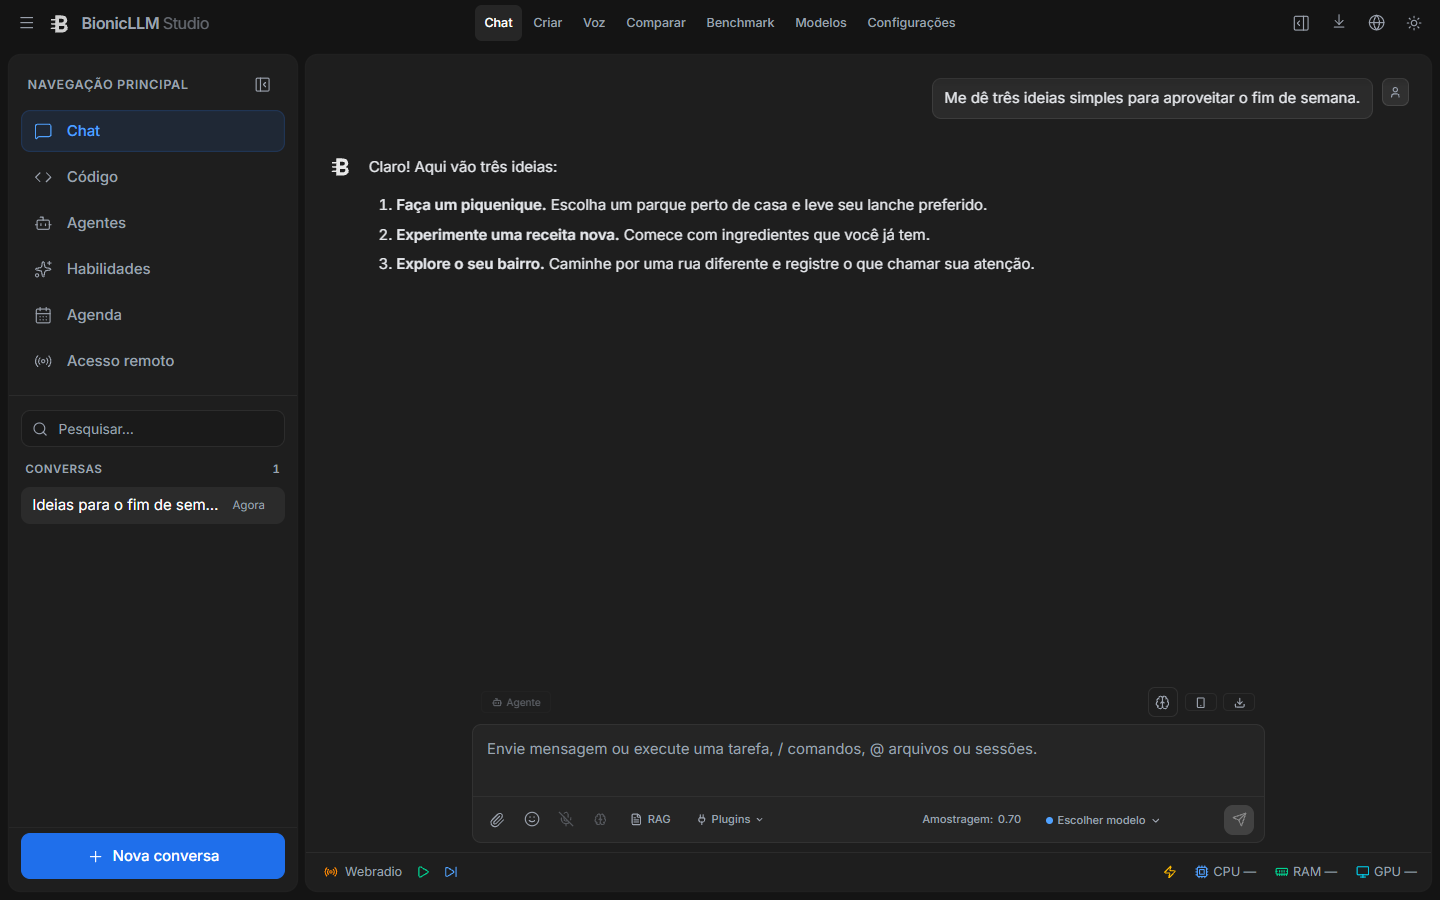 BionicLLM Studio
Chat
Criar
Voz
Comparar
Benchmark
Modelos
Configurações
NAVEGAÇÃO PRINCIPAL
Chat
Código
Agentes
Habilidades
Agenda
Acesso remoto
Pesquisar...
CONVERSAS 1
Ideias para o fim de sem... Agora
Nova conversa
Me dê três ideias simples para aproveitar o fim de semana.
Claro! Aqui vão três ideias:
1. Faça um piquenique. Escolha um parque perto de casa e leve seu lanche preferido.
2. Experimente uma receita nova. Comece com ingredientes que você já tem.
3. Explore o seu bairro. Caminhe por uma rua diferente e registre o que chamar sua atenção.
Agente
Envie mensagem ou execute uma tarefa, / comandos, @ arquivos ou sessões.
RAG
Plugins
Amostragem: 0.70
Escolher modelo
Webradio
CPU —
RAM —
GPU —